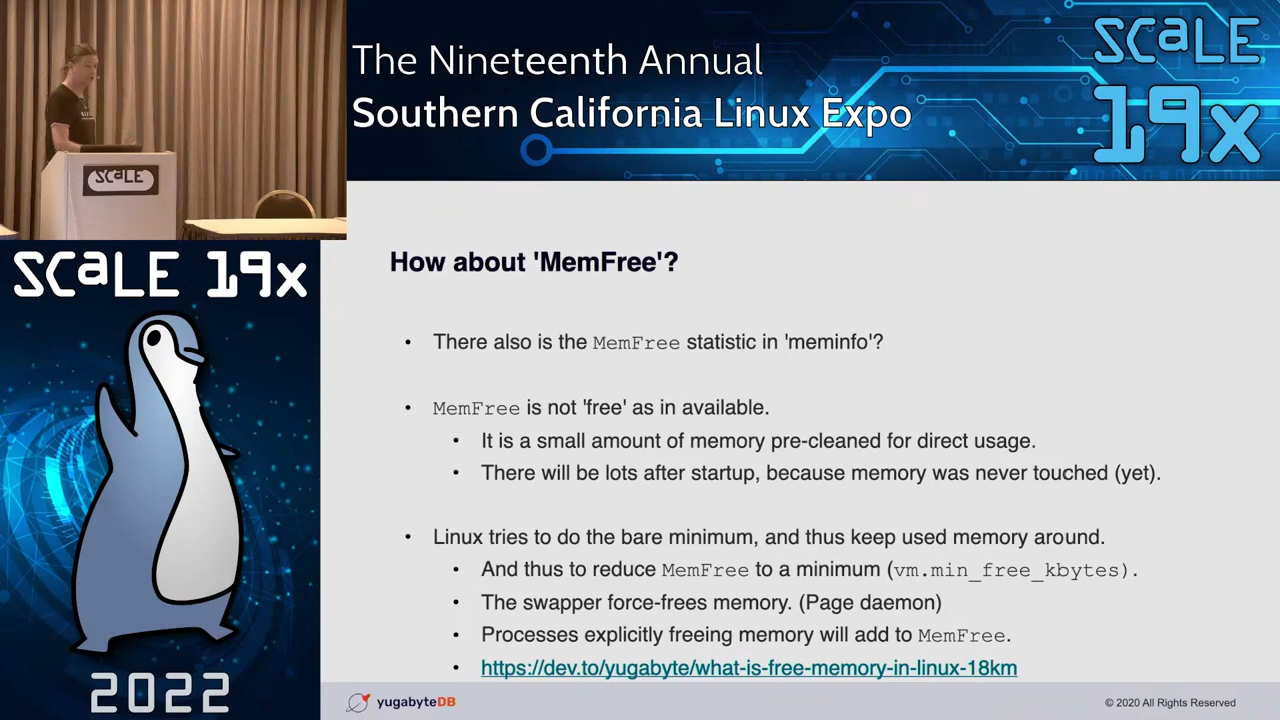 The Nineteenth Annual
Southern California Linux Expo
SCaLE
19x
SCALE
SCaLE 19x
2022
How about 'MemFree'?
• There also is the MemFree statistic in 'meminfo'?
• MemFree is not 'free' as in available.
• It is a small amount of memory pre-cleaned for direct usage.
• There will be lots after startup, because memory was never touched (yet).
• Linux tries to do the bare minimum, and thus keep used memory around.
• And thus to reduce MemFree to a minimum (vm.min_free_kbytes).
• The swapper force-frees memory. (Page daemon)
• Processes explicitly freeing memory will add to MemFree.
• https://dev.to/yugabyte/what-is-free-memory-in-linux-18km
yugabyteDB
© 2020 All Rights Reserved